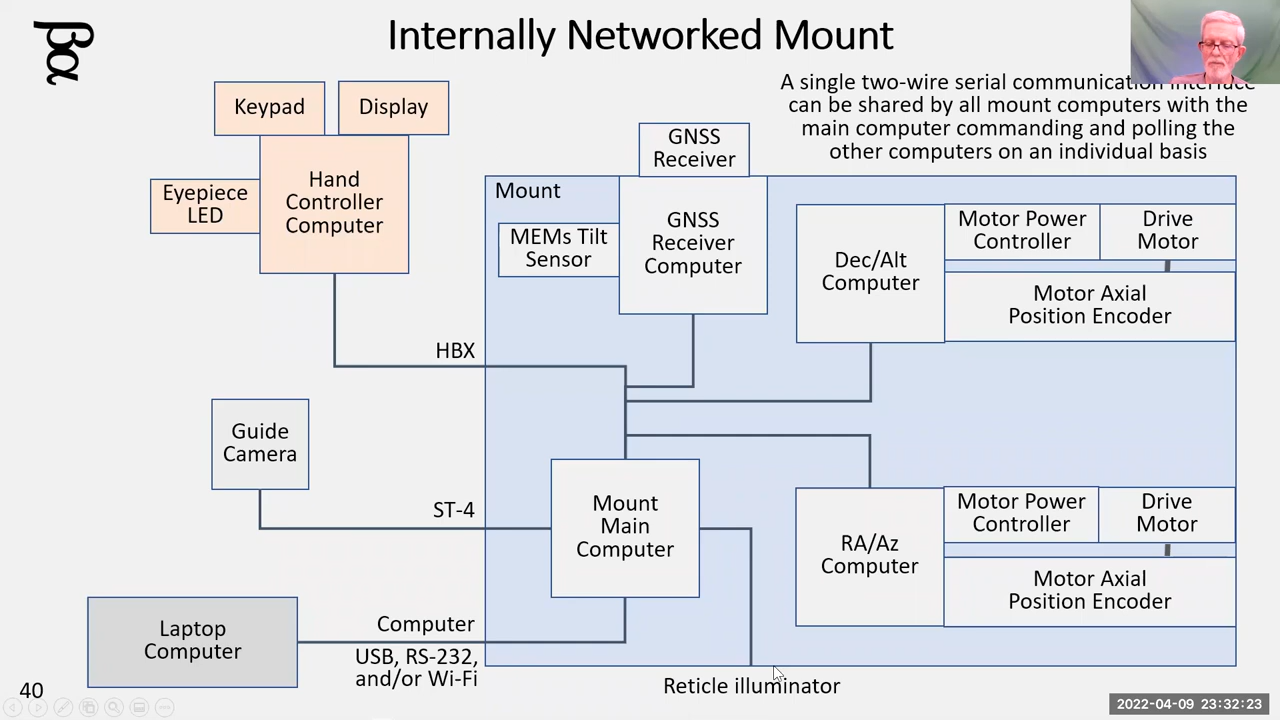 βα
Internally Networked Mount
A single two-wire serial communication interface
can be shared by all mount computers with the
main computer commanding and polling the
other computers on an individual basis
Keypad
Display
Eyepiece
LED
Hand
Controller
Computer
GNSS
Receiver
Mount
MEMs Tilt
Sensor
GNSS
Receiver
Computer
Dec/Alt
Computer
Motor Power
Controller
Drive
Motor
Motor Axial
Position Encoder
HBX
Guide
Camera
ST-4
Mount
Main
Computer
RA/Az
Computer
Motor Power
Controller
Drive
Motor
Motor Axial
Position Encoder
Laptop
Computer
Computer
USB, RS-232,
and/or Wi-Fi
Reticle illuminator
40
2022-04-09 23:32:23